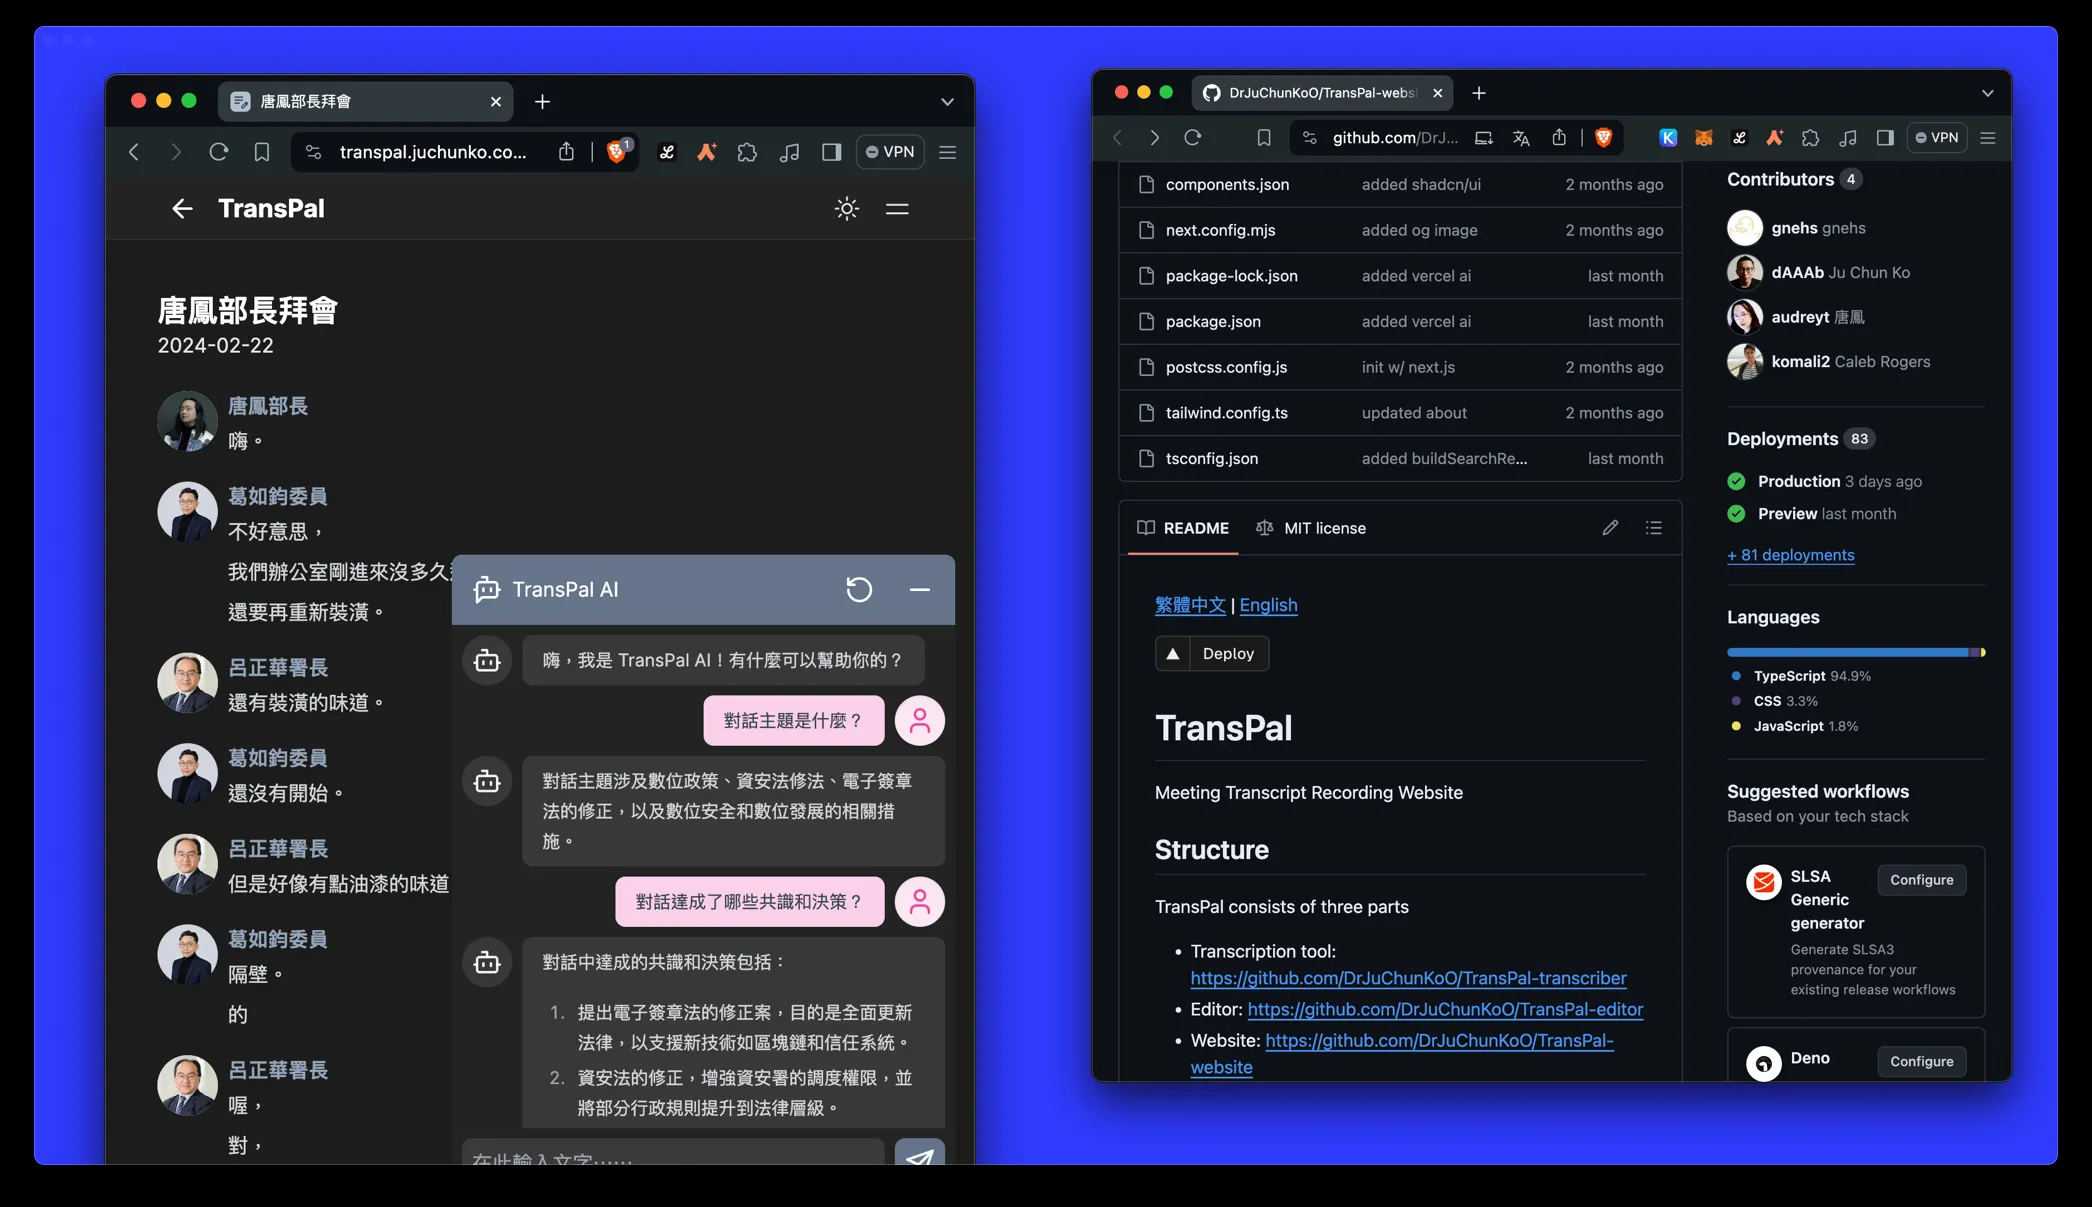 唐鳳部長拜會
transpal.juchunko.co...
1
VPN
TransPal
唐鳳部長拜會
2024-02-22
唐鳳部長
嗨。
葛如鈞委員
不好意思，
我們辦公室剛進來沒多久
還要再重新裝潢。
呂正華署長
還有裝潢的味道。
葛如鈞委員
還沒有開始。
呂正華署長
但是好像有點油漆的味道
葛如鈞委員
隔壁。
的
呂正華署長
喔，
對，
TransPal AI
嗨，我是 TransPal AI！有什麼可以幫助你的？
對話主題是什麼？
對話主題涉及數位政策、資安法修法、電子簽章
法的修正，以及數位安全和數位發展的相關措
施。
對話達成了哪些共識和決策？
對話中達成的共識和決策包括：
1. 提出電子簽章法的修正案，目的是全面更新
法律，以支援新技術如區塊鏈和信任系統。
2. 資安法的修正，增強資安署的調度權限，並
將部分行政規則提升到法律層級。
在此輸入文字……
DrJuChunKoO/TransPal-websi
github.com/DrJ...
VPN
components.json added shadcn/ui 2 months ago
next.config.mjs added og image 2 months ago
package-lock.json added vercel ai last month
package.json added vercel ai last month
postcss.config.js init w/ next.js 2 months ago
tailwind.config.ts updated about 2 months ago
tsconfig.json added buildSearchRe... last month
README MIT license
繁體中文 | English
Deploy
TransPal
Meeting Transcript Recording Website
Structure
TransPal consists of three parts
• Transcription tool:
https://github.com/DrJuChunKoO/TransPal-transcriber
• Editor: https://github.com/DrJuChunKoO/TransPal-editor
• Website: https://github.com/DrJuChunKoO/TransPal-
website
Contributors 4
gnehs gnehs
dAAAb Ju Chun Ko
audreyt 唐鳳
komali2 Caleb Rogers
Deployments 83
Production 3 days ago
Preview last month
+ 81 deployments
Languages
TypeScript 94.9%
CSS 3.3%
JavaScript 1.8%
Suggested workflows
Based on your tech stack
SLSA
Generic
generator
Configure
Generate SLSA3
provenance for your
existing release workflows
Deno
Configure